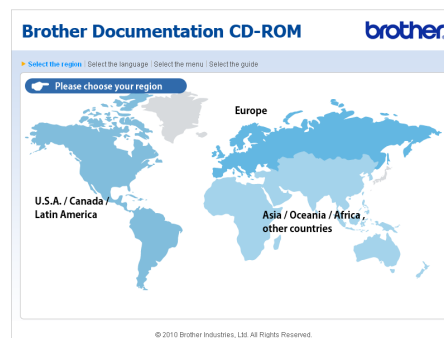 Brother Documentation CD-ROM
brother
Select the region | Select the language | Select the menu | Select the guide
Please choose your region
Europe
U.S.A. / Canada /
Latin America
Asia / Oceania / Africa ,
other countries
© 2010 Brother Industries, Ltd. All Rights Reserved.